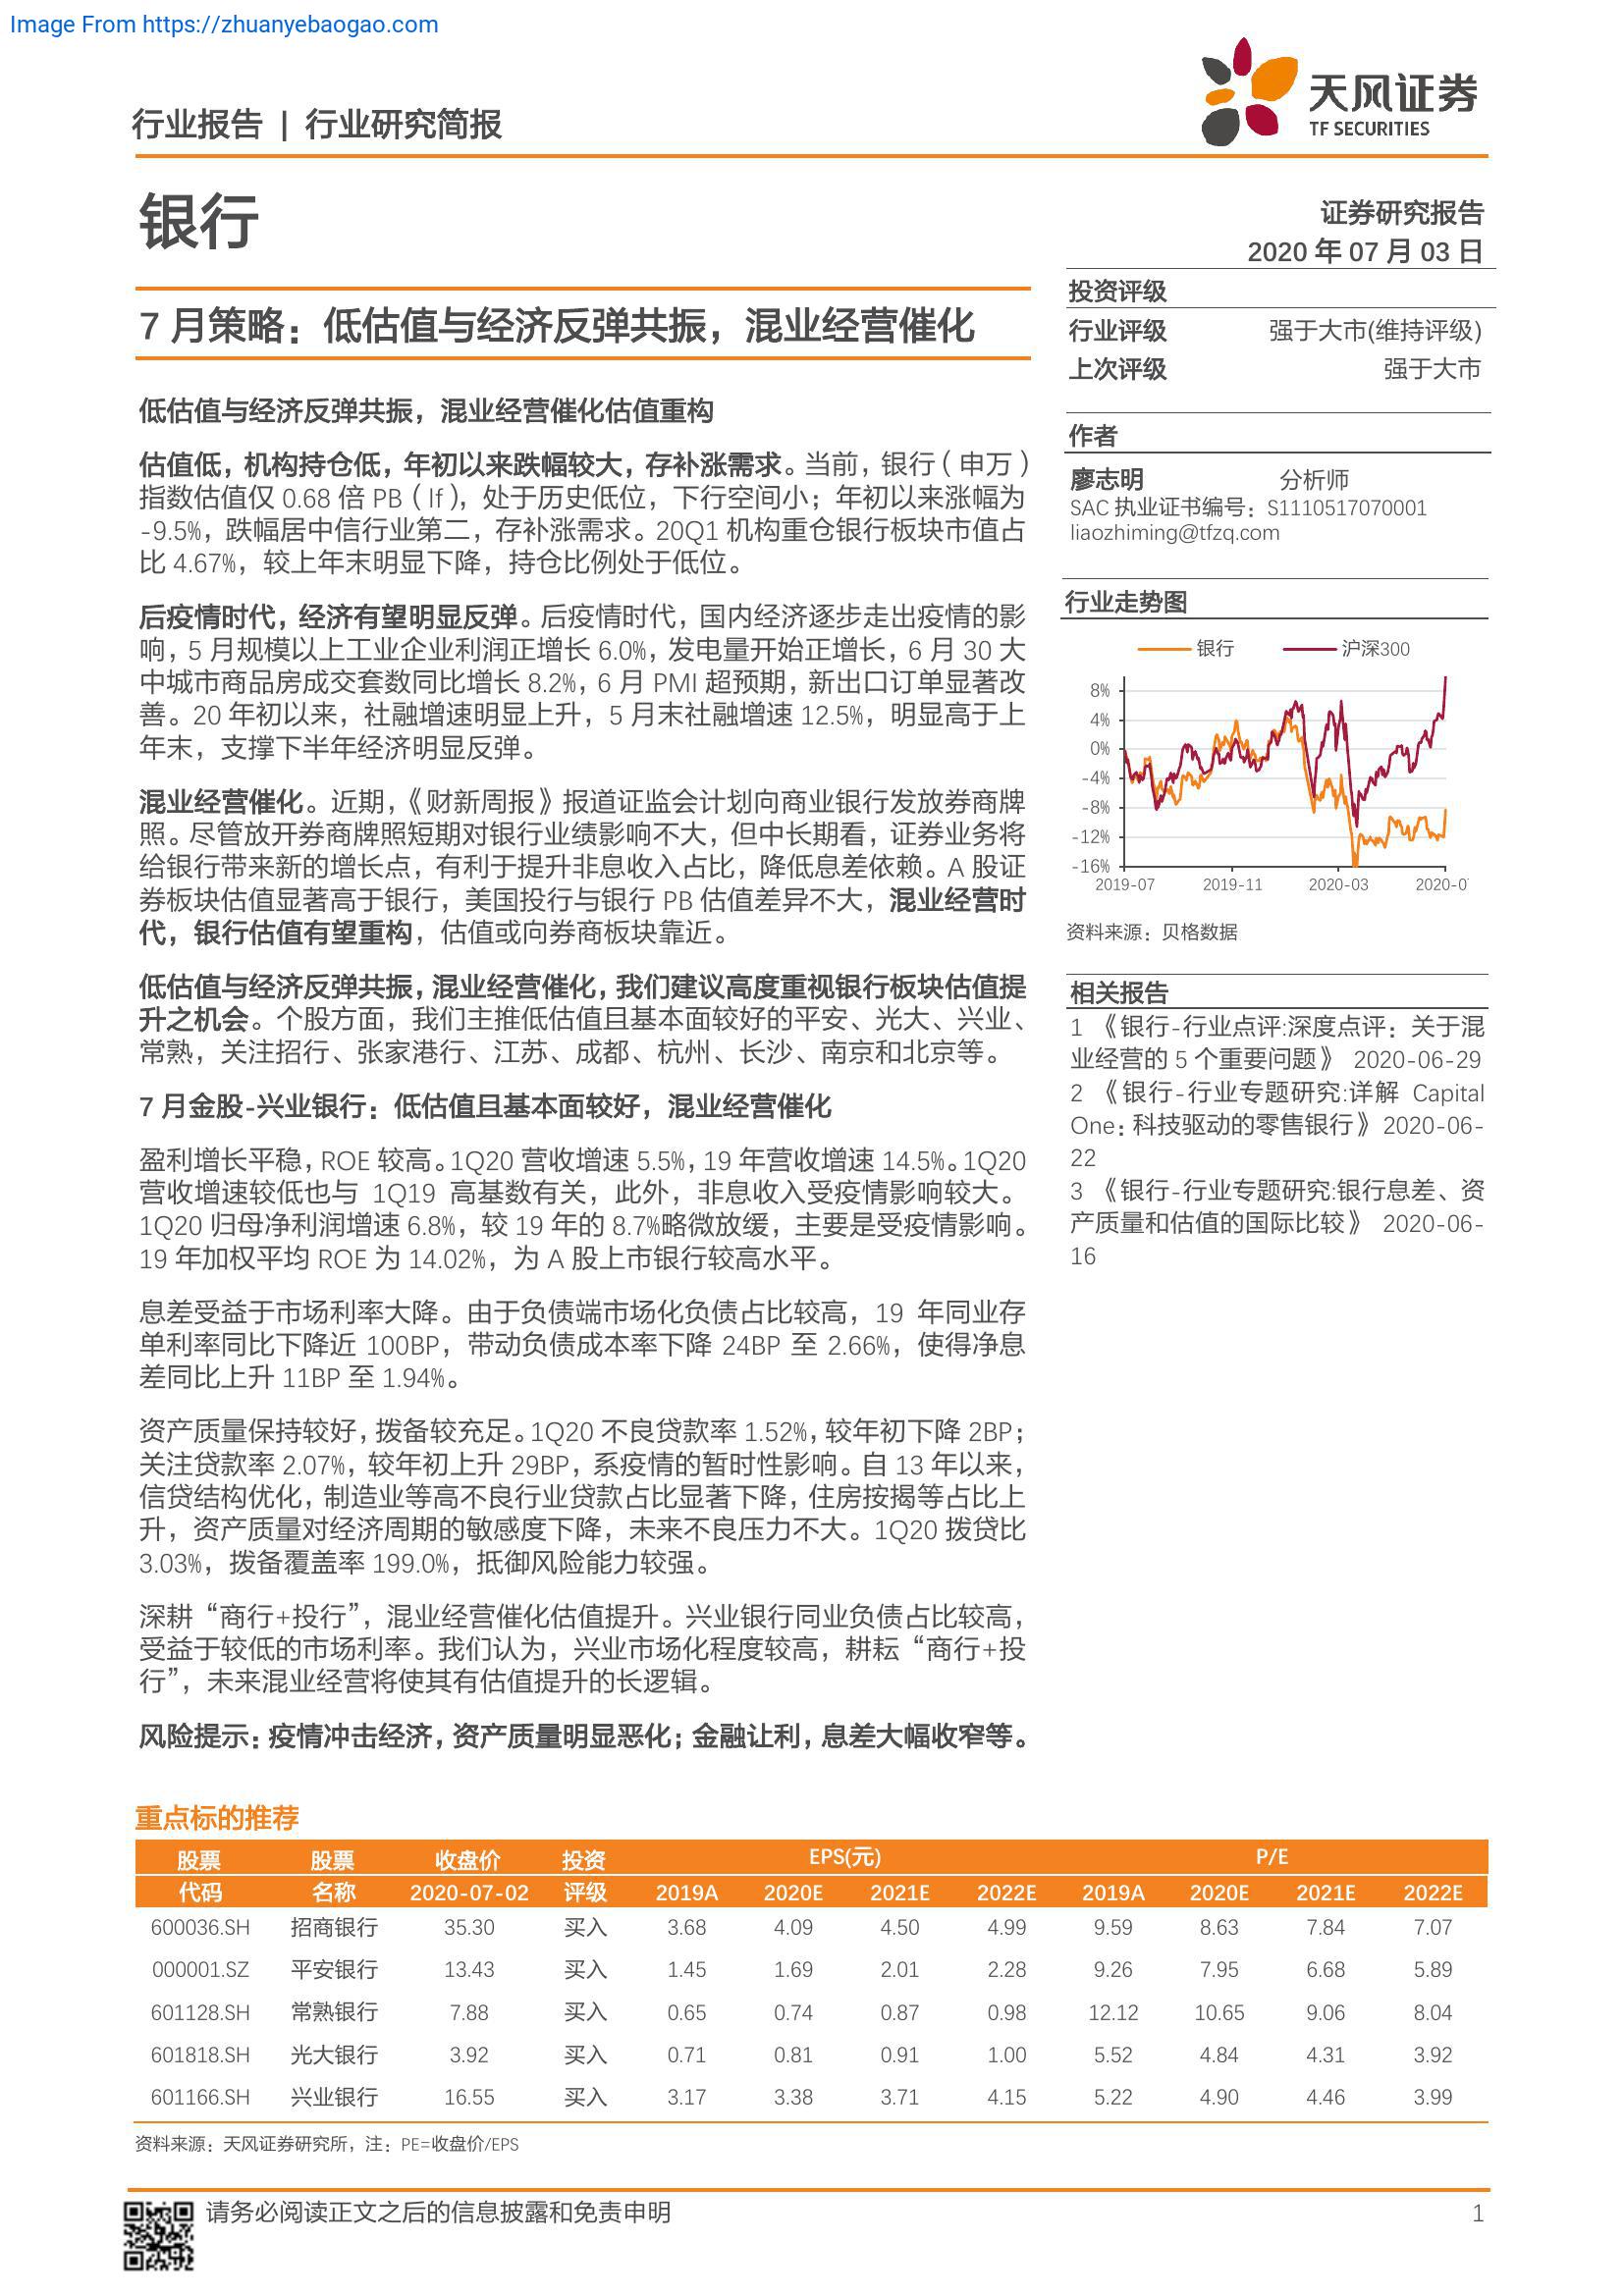 Image From https://zhuanyebaogao.com
行业报告 | 行业研究简报
天风证券
TF SECURITIES
银行
证券研究报告
2020 年 07 月 03 日
7 月策略：低估值与经济反弹共振，混业经营催化
低估值与经济反弹共振，混业经营催化估值重构
估值低，机构持仓低，年初以来跌幅较大，存补涨需求。当前，银行（申万）
指数估值仅 0.68 倍 PB（lf），处于历史低位，下行空间小；年初以来涨幅为
-9.5%，跌幅居中信行业第二，存补涨需求。20Q1 机构重仓银行板块市值占
比 4.67%，较上年末明显下降，持仓比例处于低位。
后疫情时代，经济有望明显反弹。后疫情时代，国内经济逐步走出疫情的影
响，5 月规模以上工业企业利润正增长 6.0%，发电量开始正增长，6 月 30 大
中城市商品房成交套数同比增长 8.2%，6 月 PMI 超预期，新出口订单显著改
善。20 年初以来，社融增速明显上升，5 月末社融增速 12.5%，明显高于上
年末，支撑下半年经济明显反弹。
混业经营催化。近期，《财新周报》报道证监会计划向商业银行发放券商牌
照。尽管放开券商牌照短期对银行业绩影响不大，但中长期看，证券业务将
给银行带来新的增长点，有利于提升非息收入占比，降低息差依赖。A 股证
券板块估值显著高于银行，美国投行与银行 PB 估值差异不大，混业经营时
代，银行估值有望重构，估值或向券商板块靠近。
低估值与经济反弹共振，混业经营催化，我们建议高度重视银行板块估值提
升之机会。个股方面，我们主推低估值且基本面较好的平安、光大、兴业、
常熟，关注招行、张家港行、江苏、成都、杭州、长沙、南京和北京等。
7 月金股-兴业银行：低估值且基本面较好，混业经营催化
盈利增长平稳，ROE 较高。1Q20 营收增速 5.5%，19 年营收增速 14.5%。1Q20
营收增速较低也与 1Q19 高基数有关，此外，非息收入受疫情影响较大。
1Q20 归母净利润增速 6.8%，较 19 年的 8.7%略微放缓，主要是受疫情影响。
19 年加权平均 ROE 为 14.02%，为 A 股上市银行较高水平。
息差受益于市场利率大降。由于负债端市场化负债占比较高，19 年同业存
单利率同比下降近 100BP，带动负债成本率下降 24BP 至 2.66%，使得净息
差同比上升 11BP 至 1.94%。
资产质量保持较好，拨备较充足。1Q20 不良贷款率 1.52%，较年初下降 2BP；
关注贷款率 2.07%，较年初上升 29BP，系疫情的暂时性影响。自 13 年以来，
信贷结构优化，制造业等高不良行业贷款占比显著下降，住房按揭等占比上
升，资产质量对经济周期的敏感度下降，未来不良压力不大。1Q20 拨贷比
3.03%，拨备覆盖率 199.0%，抵御风险能力较强。
深耕“商行+投行”，混业经营催化估值提升。兴业银行同业负债占比较高，
受益于较低的市场利率。我们认为，兴业市场化程度较高，耕耘“商行+投
行”，未来混业经营将使其有估值提升的长逻辑。
风险提示：疫情冲击经济，资产质量明显恶化；金融让利，息差大幅收窄等。
投资评级
行业评级 强于大市(维持评级)
上次评级 强于大市
作者
廖志明 分析师
SAC 执业证书编号：S1110517070001
liaozhiming@tfzq.com
行业走势图
银行 沪深300
8%
4%
0%
-4%
-8%
-12%
-16%
2019-07 2019-11 2020-03 2020-0
资料来源：贝格数据
相关报告
1 《银行-行业点评:深度点评：关于混
业经营的 5 个重要问题》 2020-06-29
2 《银行-行业专题研究:详解 Capital
One：科技驱动的零售银行》 2020-06-
22
3 《银行-行业专题研究:银行息差、资
产质量和估值的国际比较》 2020-06-
16
重点标的推荐
股票 股票 收盘价 投资 EPS(元) P/E
代码 名称 2020-07-02 评级 2019A 2020E 2021E 2022E 2019A 2020E 2021E 2022E
600036.SH 招商银行 35.30 买入 3.68 4.09 4.50 4.99 9.59 8.63 7.84 7.07
000001.SZ 平安银行 13.43 买入 1.45 1.69 2.01 2.28 9.26 7.95 6.68 5.89
601128.SH 常熟银行 7.88 买入 0.65 0.74 0.87 0.98 12.12 10.65 9.06 8.04
601818.SH 光大银行 3.92 买入 0.71 0.81 0.91 1.00 5.52 4.84 4.31 3.92
601166.SH 兴业银行 16.55 买入 3.17 3.38 3.71 4.15 5.22 4.90 4.46 3.99
资料来源：天风证券研究所，注：PE=收盘价/EPS
请务必阅读正文之后的信息披露和免责申明 1